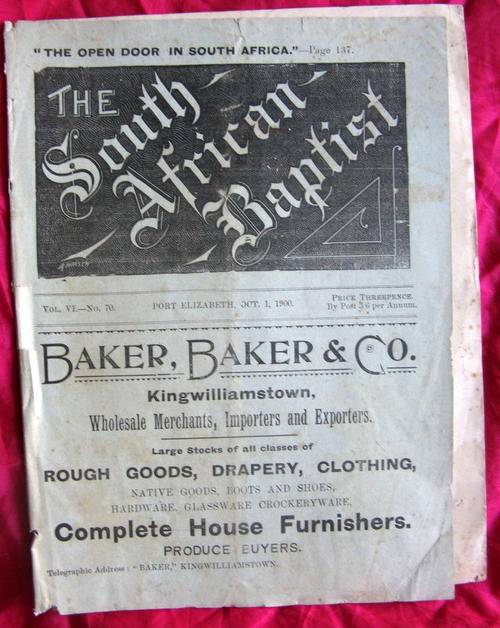 "THE OPEN DOOR IN SOUTH AFRICA."—Page 137.
THE
South
African
Baptist
VOL. VI.—No. 70.
PORT ELIZABETH, OCT. 1, 1900.
PRICE THREEPENCE.
By Post 3/6 per Annum.
BAKER, BAKER & CO.
Kingwilliamstown,
Wholesale Merchants, Importers and Exporters.
Large Stocks of all classes of
ROUGH GOODS, DRAPERY, CLOTHING,
NATIVE GOODS, BOOTS AND SHOES,
HARDWARE, GLASSWARE CROCKERYWARE,
Complete House Furnishers.
PRODUCE BUYERS.
Telegraphic Address: "BAKER," KINGWILLIAMSTOWN.